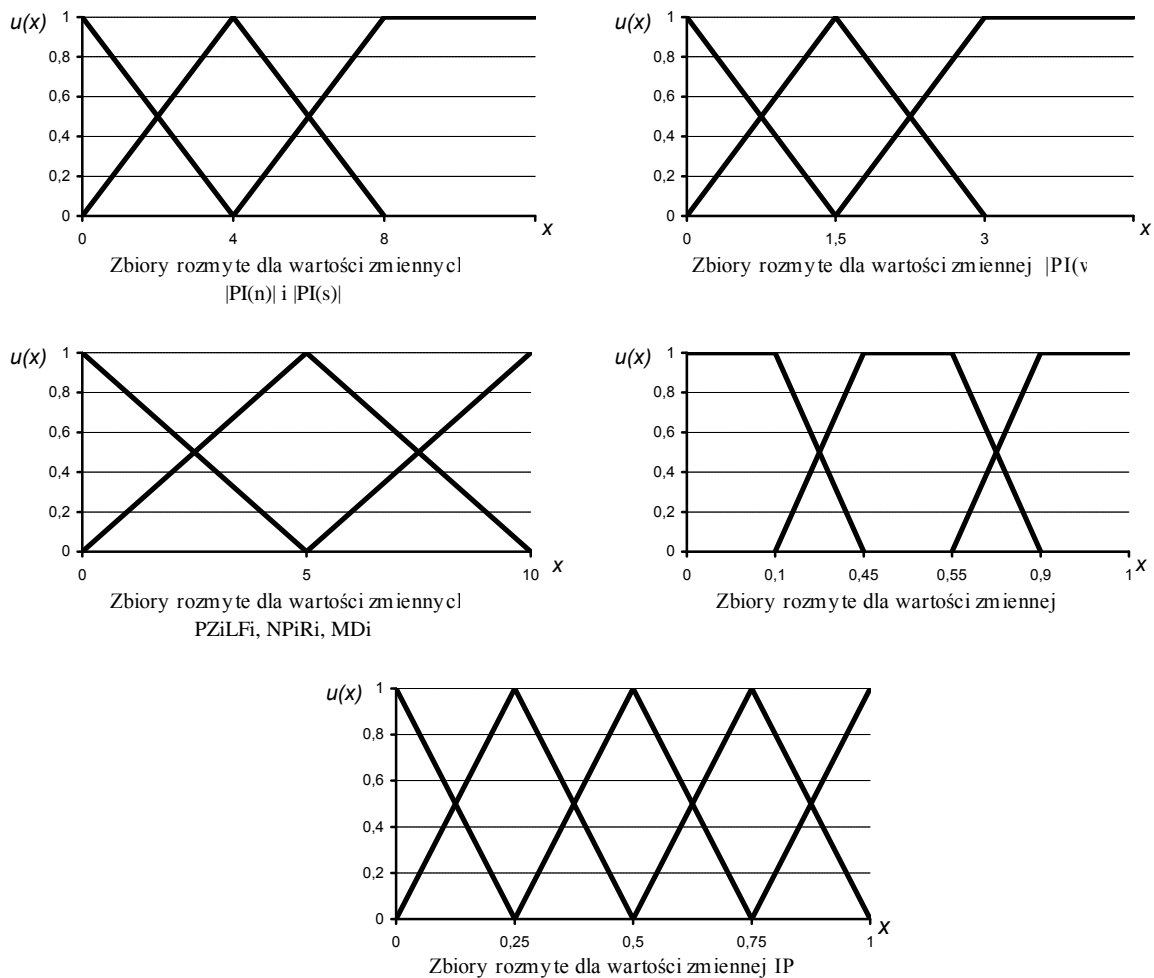 u(x)
1
0,8
0,6
0,4
0,2
0
0 4 8
x
Zbiory rozmyte dla wartości zmiennych
|PI(n)| i |PI(s)|
u(x)
1
0,8
0,6
0,4
0,2
0
0 1,5 3
x
Zbiory rozmyte dla wartości zmiennej |PI(v
u(x)
1
0,8
0,6
0,4
0,2
0
0 5 10
x
Zbiory rozmyte dla wartości zmiennych
PZiLFi, NPiRi, MDi
u(x)
1
0,8
0,6
0,4
0,2
0
0 0,1 0,45 0,55 0,9 1
x
Zbiory rozmyte dla wartości zmiennej
u(x)
1
0,8
0,6
0,4
0,2
0
0 0,25 0,5 0,75 1
x
Zbiory rozmyte dla wartości zmiennej IP